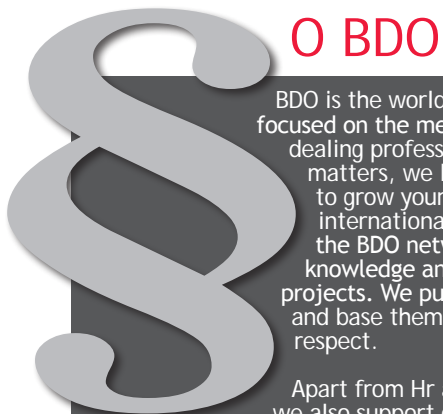 §
O BDO
BDO is the world
focused on the me
dealing profess
matters, we
to grow your
internationa
the BDO net
knowledge an
projects. We pu
and base them
respect.
Apart from Hr
we also support